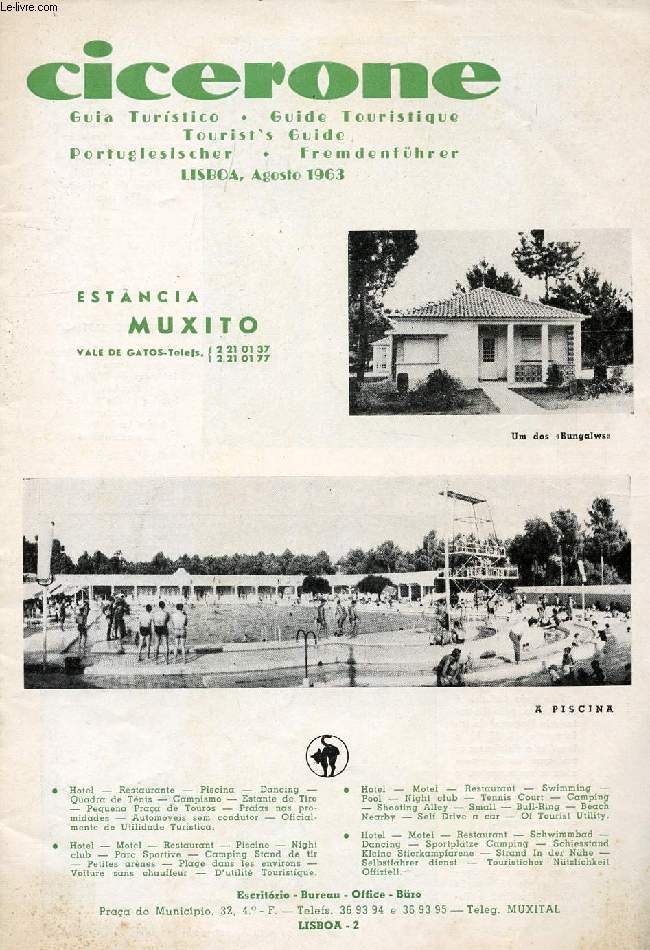 Le-livre.com
cicerone
Guia Turístico • Guide Touristique
Tourist's Guide
Portugiesischer • Fremdenführer
LISBOA, Agosto 1963
ESTÂNCIA
MUXITO
VALE DE GATOS-Telefs. 2 21 01 37
2 21 01 77
Um dos «Bungalws»
A PISCINA
Hotel — Restaurante — Piscina — Dancing —
Quadra de Ténis — Campismo — Estante de Tiro
— Pequena Praça de Touros — Praias nas pro-
midades — Automóveis sem condutor — Oficial-
mente de Utilidade Turística.
Hotel — Motel — Restaurant — Piscine — Night
club — Parc Sportive — Camping Stand de tir
— Petites arènes — Plage dans les environs —
Voiture sans chauffeur — D'utilité Touristique.
Hotel — Motel — Restaurant — Swimming —
Pool — Night club — Tennis Court — Camping
— Shooting Alley — Small — Bull-Ring — Beach
Nearby — Self Drive a car — Of Tourist Utility.
Hotel — Motel — Restaurant — Schwimmbad —
Dancing — Sportplätze Camping — Schiesstand
Kleine Stierkampfarene — Strand In der Nähe —
Selbstfahrer dienst — Touristicher Nützlichkeit
Offiziell.—
Escritório - Bureau - Office - Büro
Praça do Município, 32, 4.º - F. — Telefs. 36 93 94 e 36 93 95 — Teleg. MUXITAL
LISBOA - 2